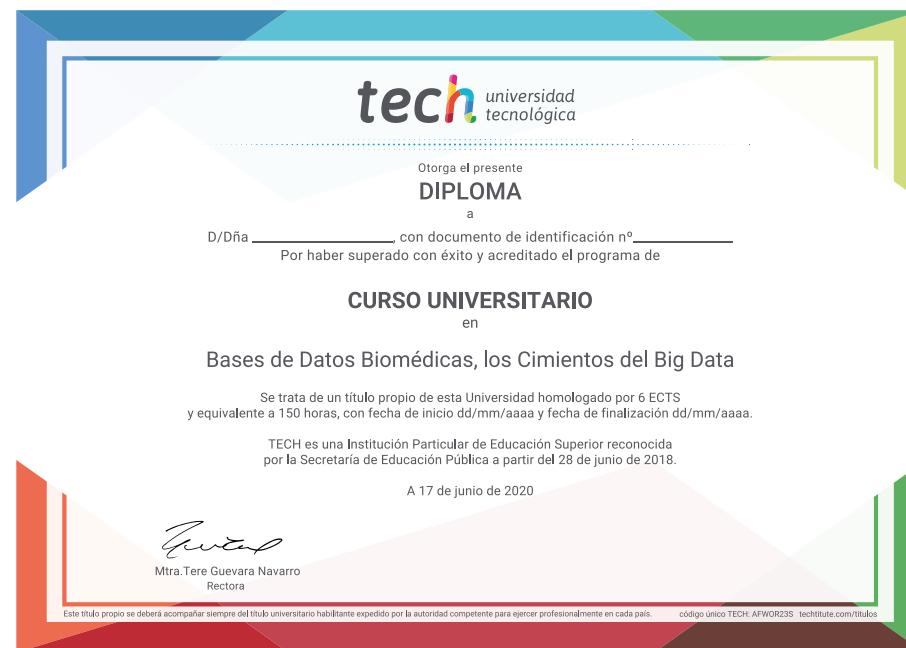 tech universidad
tecnológica
Otorga el presente
DIPLOMA
a
D/Dña ____________________, con documento de identificación nº______________
Por haber superado con éxito y acreditado el programa de
CURSO UNIVERSITARIO
en
Bases de Datos Biomédicas, los Cimientos del Big Data
Se trata de un título propio de esta Universidad homologado por 6 ECTS
y equivalente a 150 horas, con fecha de inicio dd/mm/aaaa y fecha de finalización dd/mm/aaaa.
TECH es una Institución Particular de Educación Superior reconocida
por la Secretaría de Educación Pública a partir del 28 de junio de 2018.
A 17 de junio de 2020
Mtra.Tere Guevara Navarro
Rectora
Este título propio se deberá acompañar siempre del título universitario habilitante expedido por la autoridad competente para ejercer profesionalmente en cada país. código único TECH: AFWOR23S techtitute.com/titulos